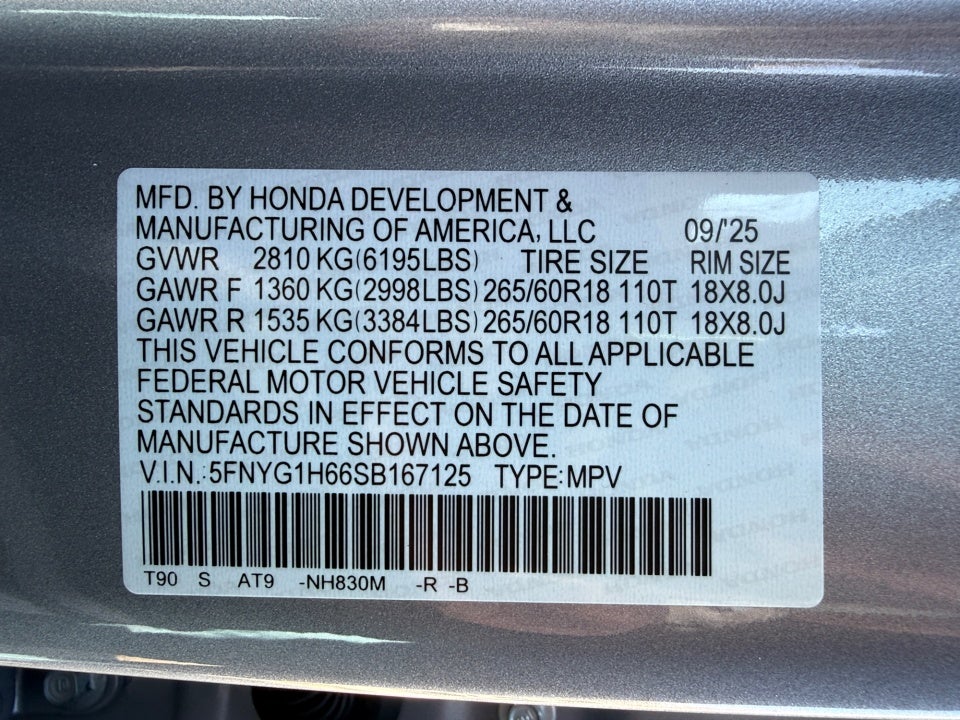 MFD. BY HONDA DEVELOPMENT &
MANUFACTURING OF AMERICA, LLC 09/'25
GVWR 2810 KG(6195LBS) TIRE SIZE RIM SIZE
GAWR F 1360 KG(2998LBS) 265/60R18 110T 18X8.0J
GAWR R 1535 KG(3384LBS) 265/60R18 110T 18X8.0J
THIS VEHICLE CONFORMS TO ALL APPLICABLE
FEDERAL MOTOR VEHICLE SAFETY
STANDARDS IN EFFECT ON THE DATE OF
MANUFACTURE SHOWN ABOVE.
V.I.N.:5FNYG1H66SB167125 TYPE:MPV
T90 S AT9 -NH830M -R -B